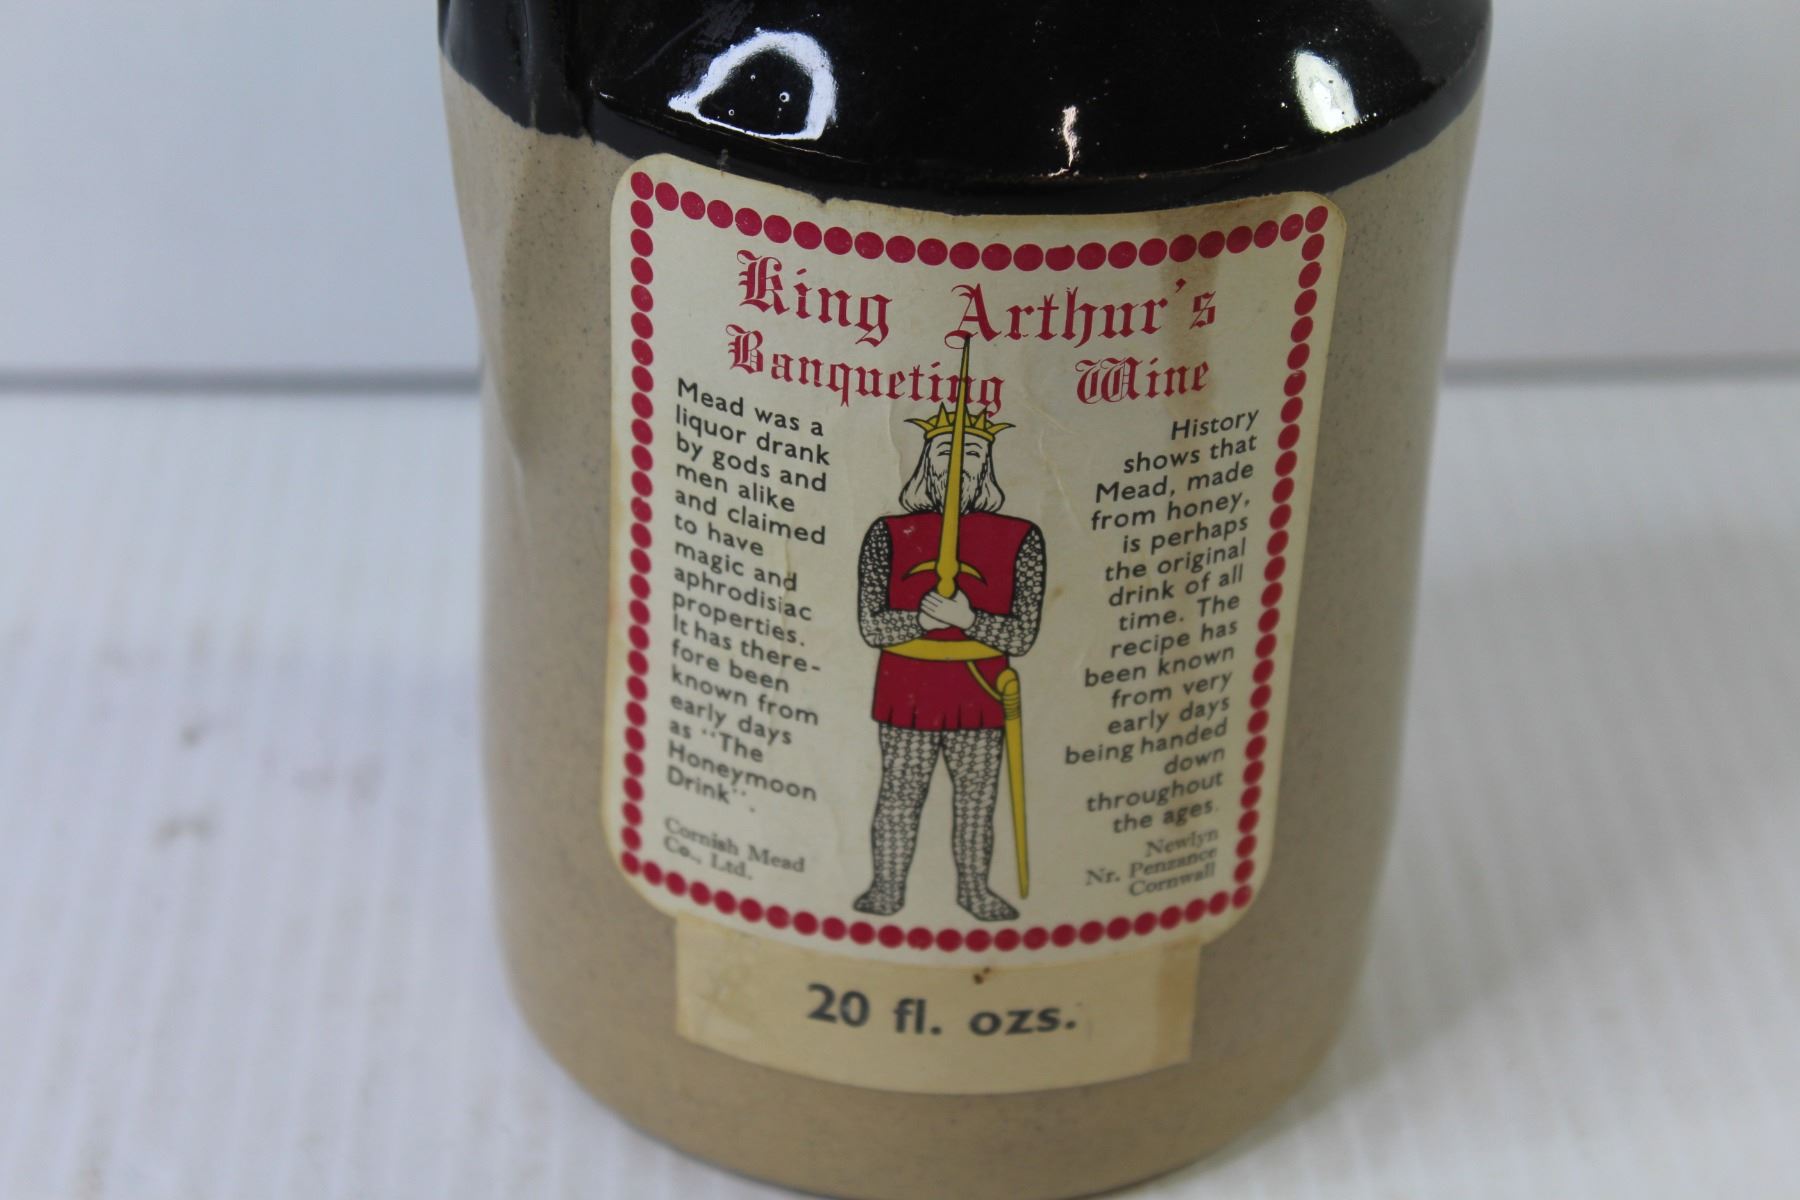 King Arthur's
Banqueting Wine
Mead was a
liquor drank
by gods and
men alike
and claimed
to have
magic and
aphrodisiac
properties.
It has there-
fore been
known from
early days
as "The
Honeymoon
Drink".
Cornish Mead
Co., Ltd.
History
shows that
Mead, made
from honey,
is perhaps
the original
drink of all
time. The
recipe has
been known
from very
early days
being handed
down
throughout
the ages.
Newlyn
Nr. Penzance
Cornwall
20 fl. ozs.